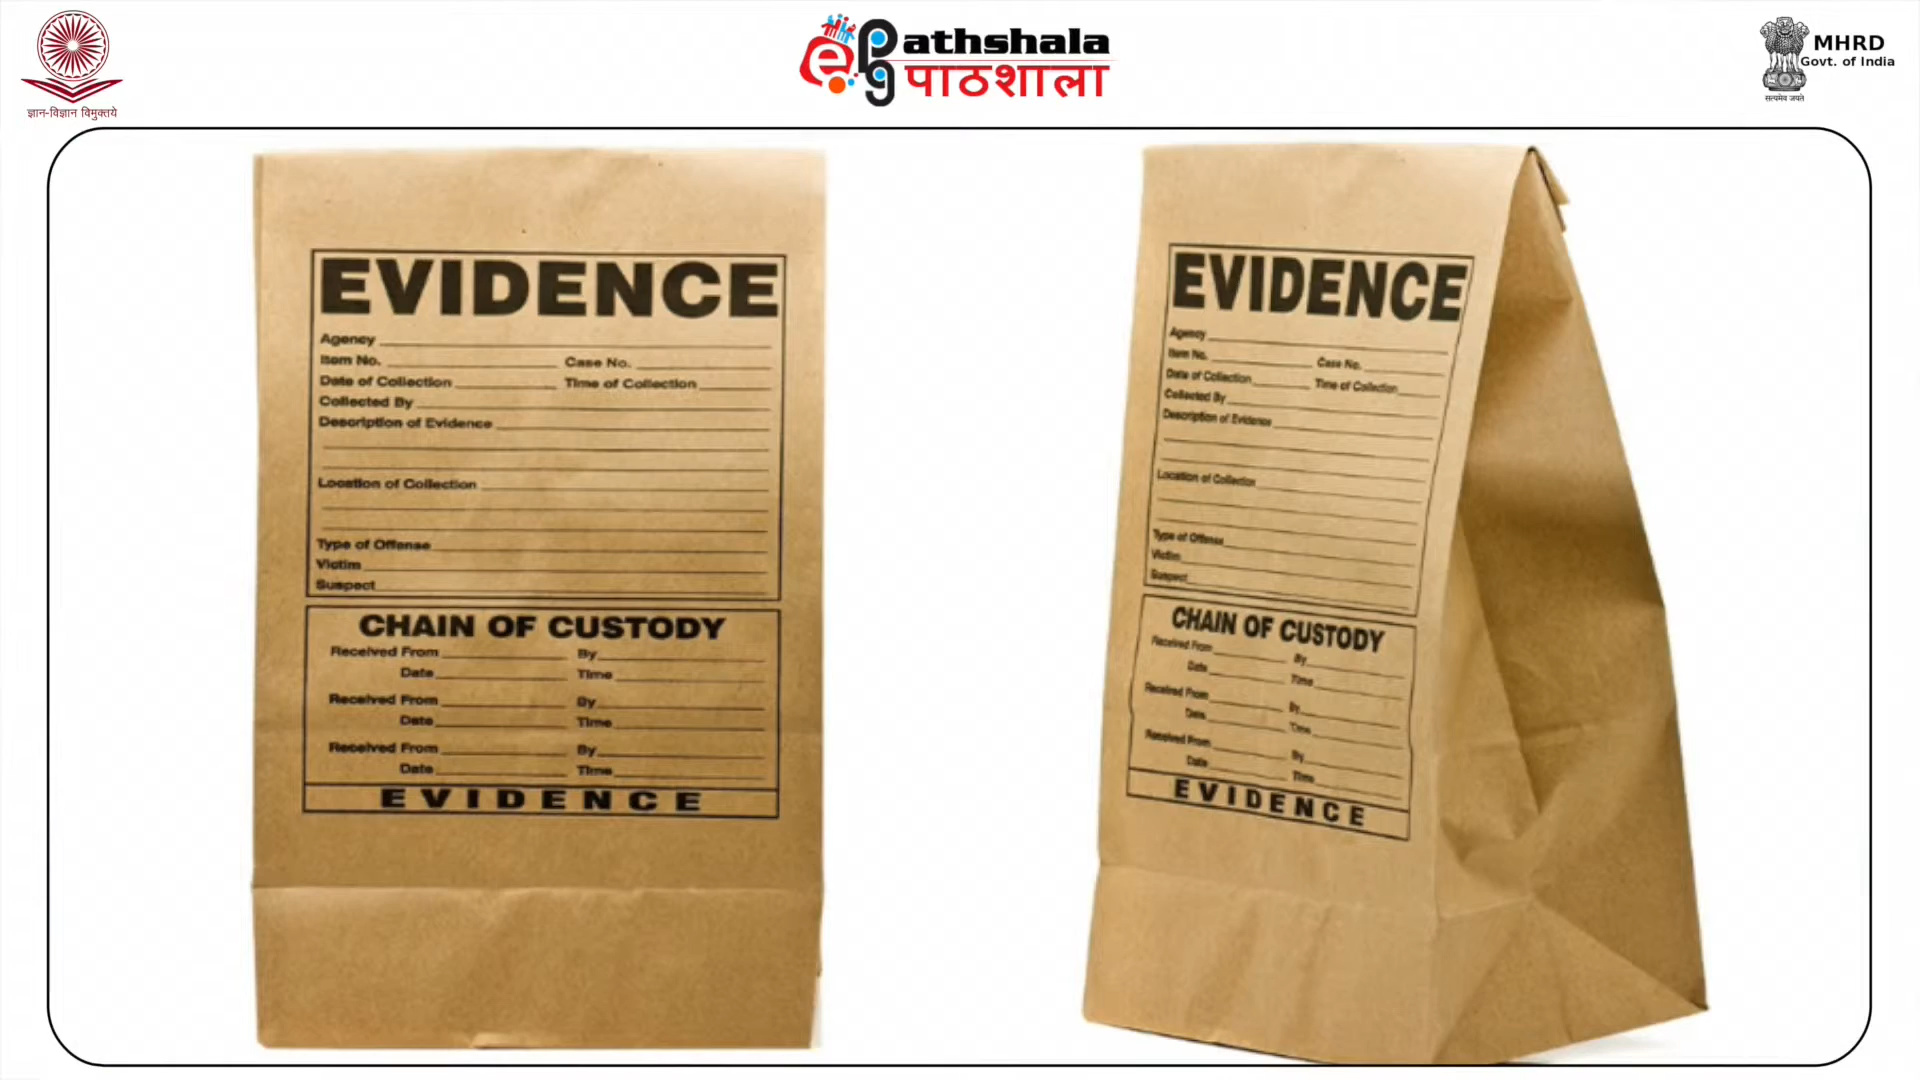 ज्ञान-विज्ञान विमुक्तये
ePGathshala
पाठशाला
MHRD
Govt. of India
सत्यमेव जयते
EVIDENCE
Agency
Item No. Case No.
Date of Collection Time of Collection
Collected By
Description of Evidence
Location of Collection
Type of Offense
Victim
Suspect
CHAIN OF CUSTODY
Received From By
Date Time
Received From By
Date Time
Received From By
Date Time
EVIDENCE
EVIDENCE
Agency
Item No. Case No.
Date of Collection Time of Collection
Collected By
Description of Evidence
Location of Collection
Type of Offense
Victim
Suspect
CHAIN OF CUSTODY
Received From By
Date Time
Received From By
Date Time
Received From By
Date Time
EVIDENCE